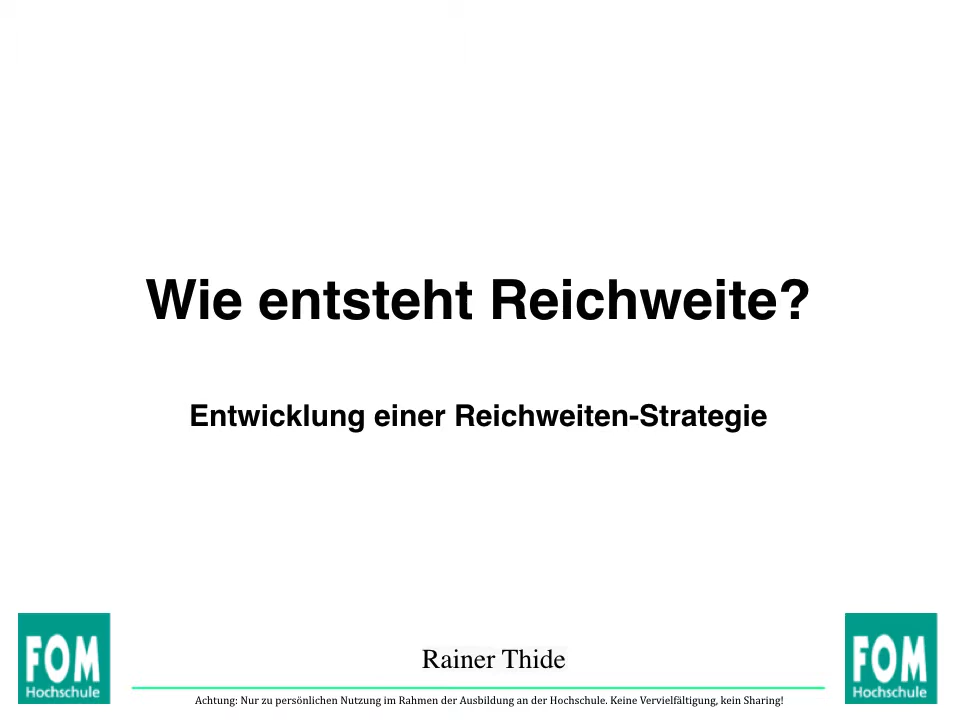 Wie entsteht Reichweite?
Entwicklung einer Reichweiten-Strategie
FOM
Hochschule
Rainer Thide
FOM
Hochschule
Achtung: Nur zu persönlichen Nutzung im Rahmen der Ausbildung an der Hochschule. Keine Vervielfältigung, kein Sharing!